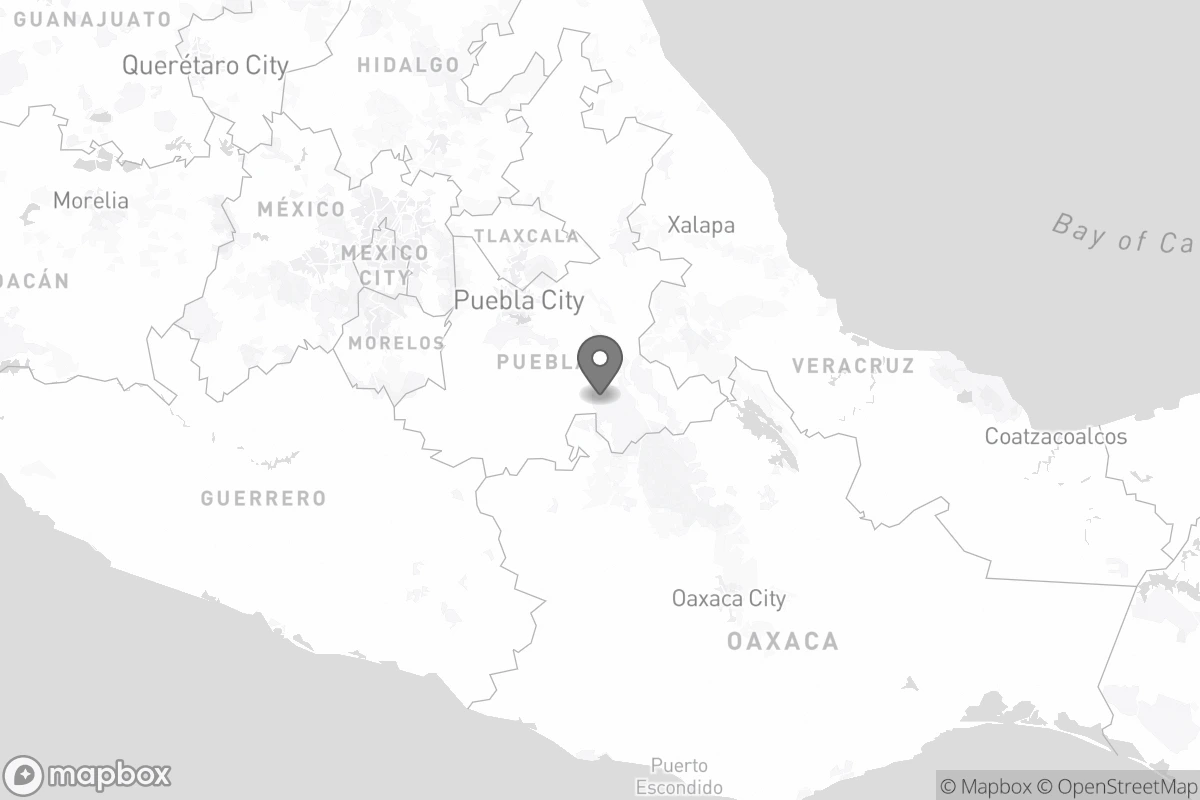 GUANAJUATO
Querétaro City
HIDALGO
Morelia
MÉXICO
Xalapa
TLAXCALA
Bay of Ca
MEXICO
CITY
OACÁN
Puebla City
MORELOS
PUEBLA
VERACRUZ
Coatzacoalcos
GUERRERO
Oaxaca City
OAXACA
Puerto
Escondido
mapbox
© Mapbox © OpenStreetMap